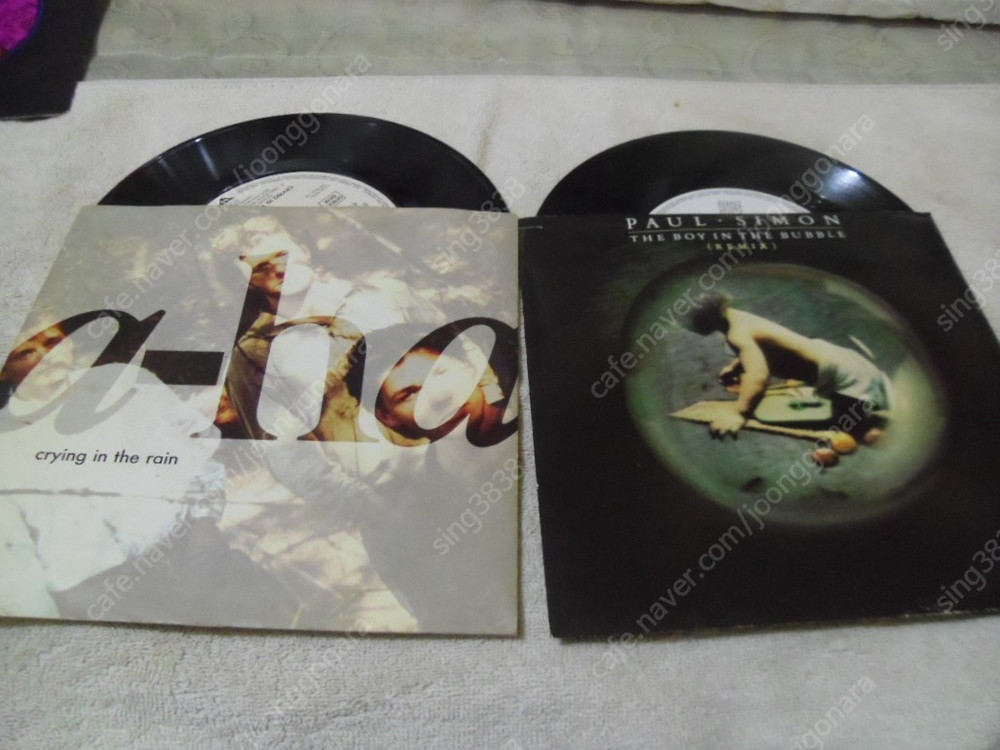 a-ha
crying in the rain
PAUL · SIMON
THE BOY IN THE BUBBLE
(REMIX)
cafe.naver.com/joonggonara
sing3838